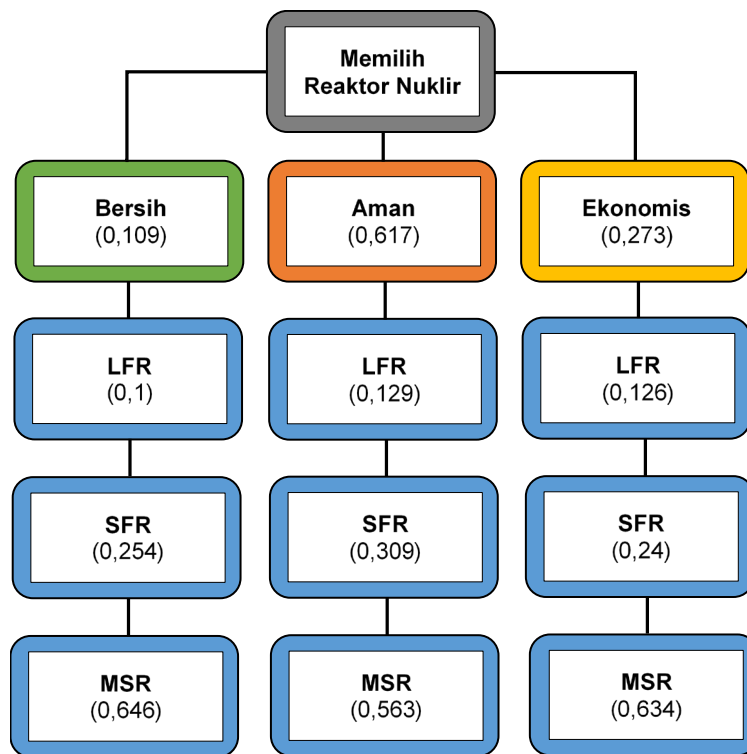 Memilih
Reaktor Nuklir
Bersih
(0,109)
Aman
(0,617)
Ekonomis
(0,273)
LFR
(0,1)
LFR
(0,129)
LFR
(0,126)
SFR
(0,254)
SFR
(0,309)
SFR
(0,24)
MSR
(0,646)
MSR
(0,563)
MSR
(0,634)